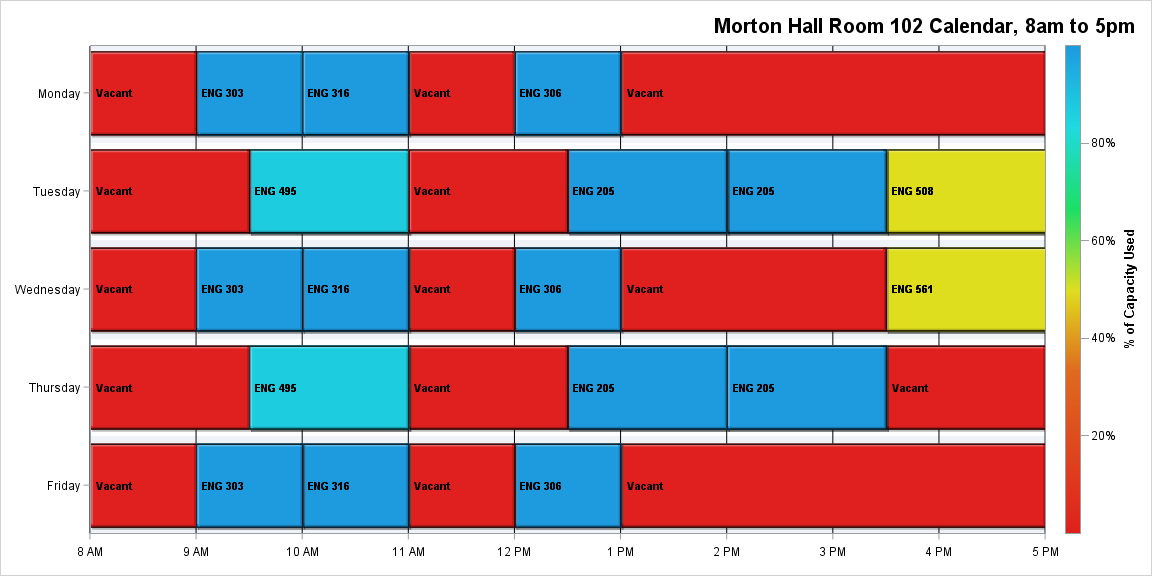 Morton Hall Room 102 Calendar, 8am to 5pm
Monday
Vacant
ENG 303
ENG 316
Vacant
ENG 306
Vacant
Tuesday
Vacant
ENG 495
Vacant
ENG 205
ENG 205
ENG 508
Wednesday
Vacant
ENG 303
ENG 316
Vacant
ENG 306
Vacant
ENG 561
Thursday
Vacant
ENG 495
Vacant
ENG 205
ENG 205
Vacant
Friday
Vacant
ENG 303
ENG 316
Vacant
ENG 306
Vacant
8 AM
9 AM
10 AM
11 AM
12 PM
1 PM
2 PM
3 PM
4 PM
5 PM
80%
60%
40%
20%
% of Capacity Used